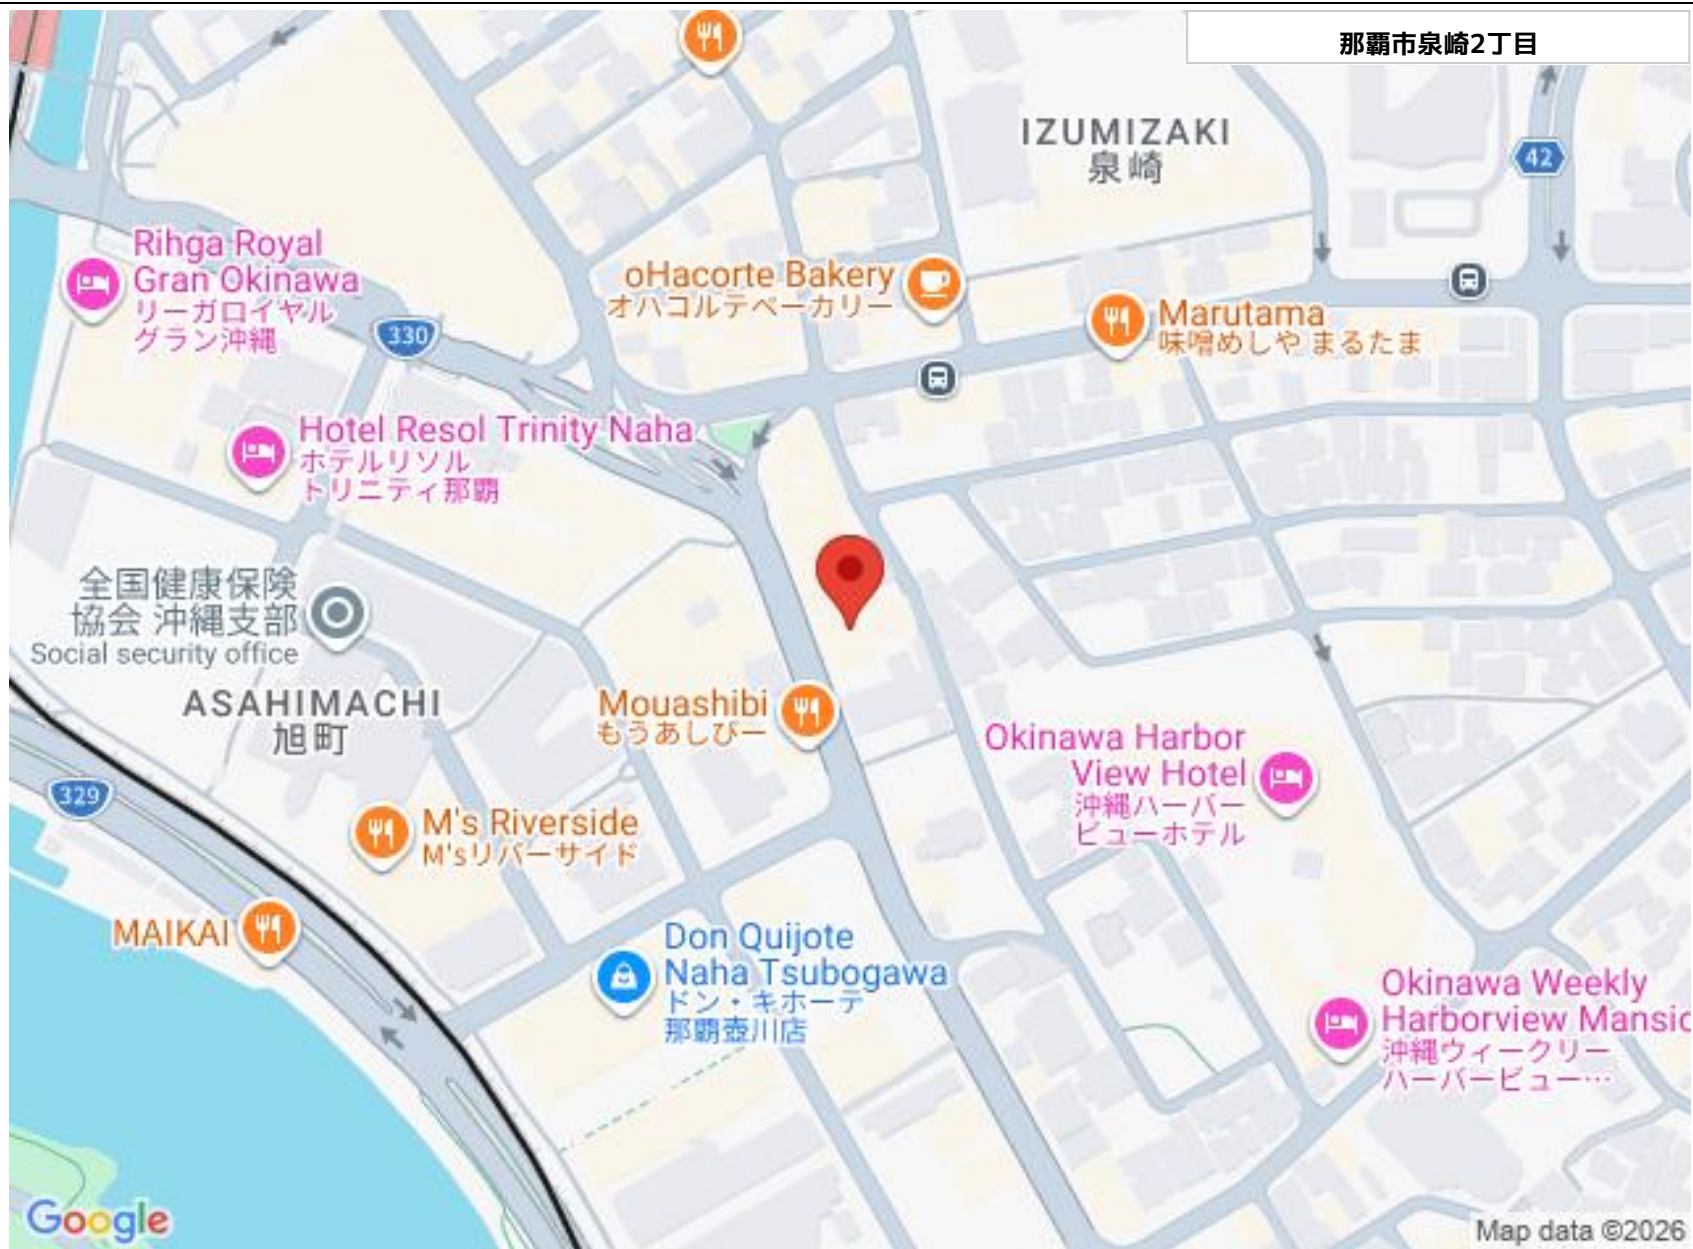 那覇市泉崎2丁目
IZUMIZAKI
泉崎
42
Rihga Royal
Gran Okinawa
リーガロイヤル
グラン沖縄
oHacorte Bakery
オハコルテベーカリー
330
Marutama
味噌めしや まるたま
Hotel Resol Trinity Naha
ホテルリソル
トリニティ那覇
全国健康保険
協会 沖縄支部
Social security office
ASAHIMACHI
旭町
Mouashibi
もうあしびー
Okinawa Harbor
View Hotel
沖縄ハーバー
ビューホテル
329
M's Riverside
M'sリバーサイド
MAIKAI
Don Quijote
Naha Tsubogawa
ドン・キホーテ
那覇壺川店
Okinawa Weekly
Harborview Mansio
沖縄ウィークリー
ハーバービュー…
Google
Map data ©2026